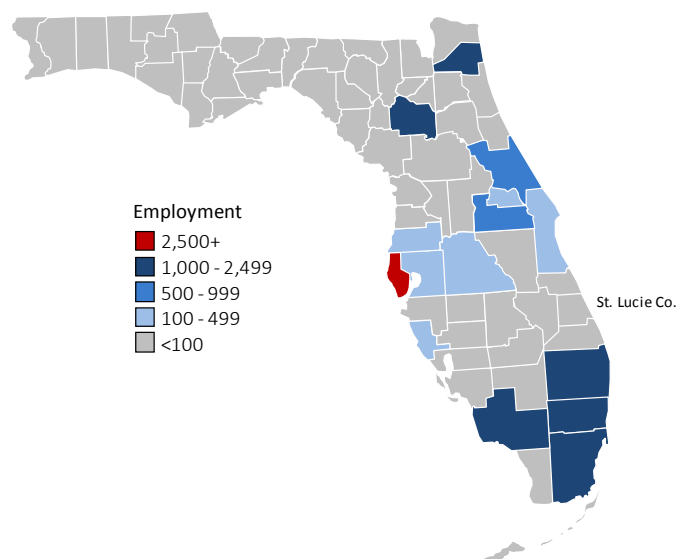 Employment
2,500+
1,000 - 2,499
500 - 999
100 - 499
<100
St. Lucie Co.